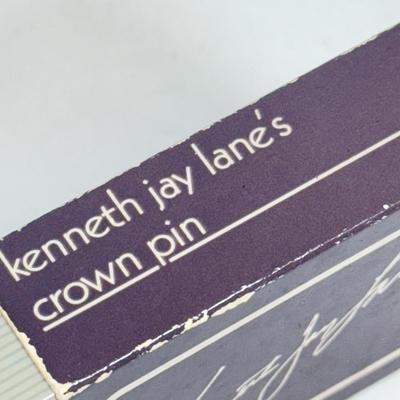 kenneth jay lane's
crown pin